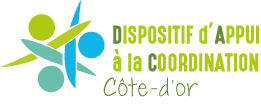 DISPOSITIF d'APPUI
à la COORDINATION
Côte-d'or